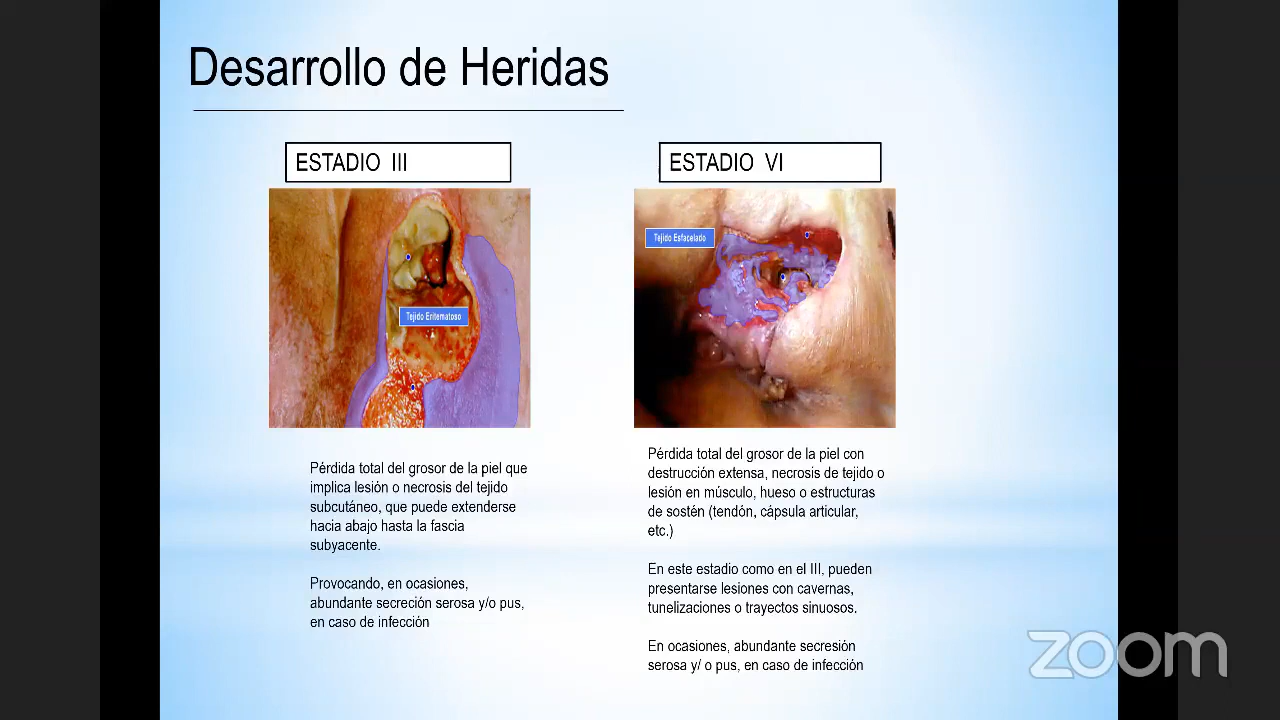 Desarrollo de Heridas
ESTADIO III
Tejido Eritematoso
Pérdida total del grosor de la piel que
implica lesión o necrosis del tejido
subcutáneo, que puede extenderse
hacia abajo hasta la fascia
subyacente.
Provocando, en ocasiones,
abundante secreción serosa y/o pus,
en caso de infección
ESTADIO VI
Tejido Esfacelado
Pérdida total del grosor de la piel con
destrucción extensa, necrosis de tejido o
lesión en músculo, hueso o estructuras
de sostén (tendón, cápsula articular,
etc.)
En este estadio como en el III, pueden
presentarse lesiones con cavernas,
tunelizaciones o trayectos sinuosos.
En ocasiones, abundante secresión
serosa y/ o pus, en caso de infección
zoom